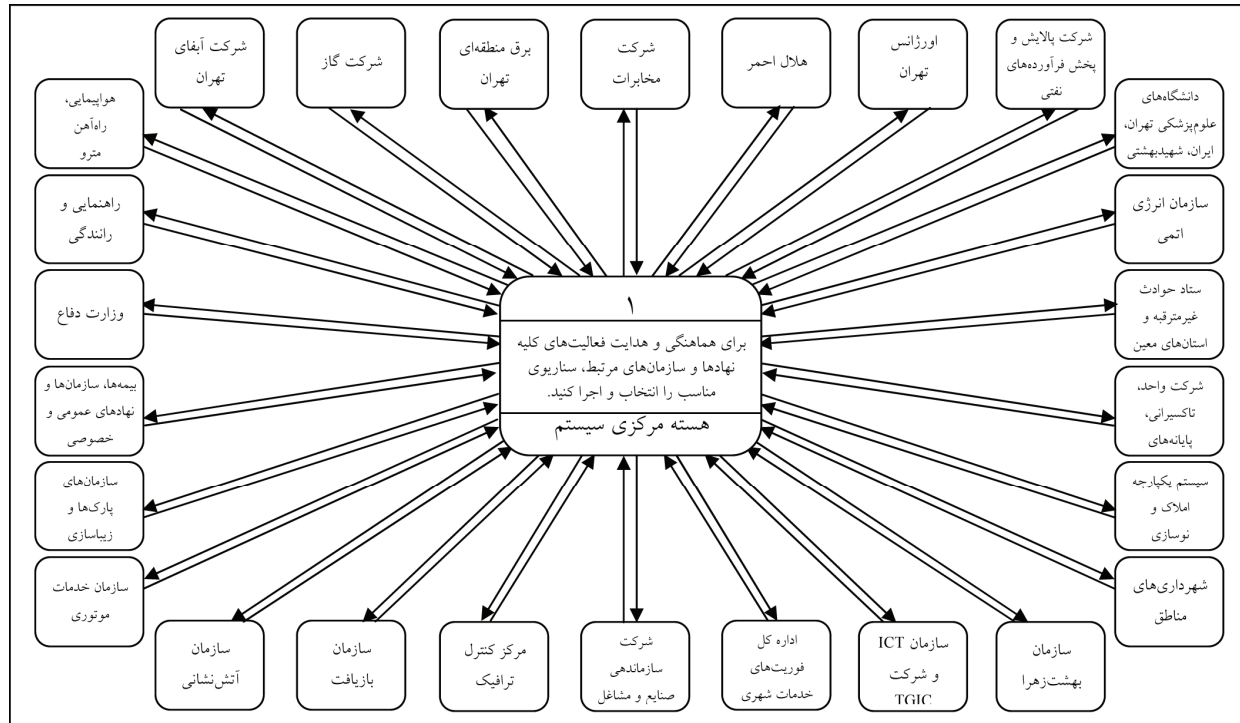 شرکت پالایش و
پخش فرآورده‌های
نفتی
اورژانس
تهران
هلال احمر
شرکت
مخابرات
برق منطقه‌ای
تهران
شرکت گاز
شرکت آبفای
تهران
دانشگاه‌های
علوم‌پزشکی تهران،
ایران، شهیدبهشتی
هواپیمایی،
راه‌آهن
مترو
سازمان انرژی
اتمی
راهنمایی و
رانندگی
ستاد حوادث
غیرمترقبه و
استان‌های معین
۱
برای هماهنگی و هدایت فعالیت‌های کلیه
نهادها و سازمان‌های مرتبط، سناریوی
مناسب را انتخاب و اجرا کنید.
هسته مرکزی سیستم
وزارت دفاع
شرکت واحد،
تاکسیرانی،
پایانه‌های
بیمه‌ها، سازمان‌ها و
نهادهای عمومی و
خصوصی
سیستم یکپارجه
املاک و
نوسازی
سازمان‌های
پارک‌ها و
زیباسازی
شهرداری‌های
مناطق
سازمان خدمات
موتوری
سازمان
بهشت‌زهرا
سازمان ICT
و شرکت
TGIC
اداره کل
فوریت‌های
خدمات شهری
شرکت
سازماندهی
صنایع و مشاغل
مرکز کنترل
ترافیک
سازمان
بازیافت
سازمان
آتش‌نشانی